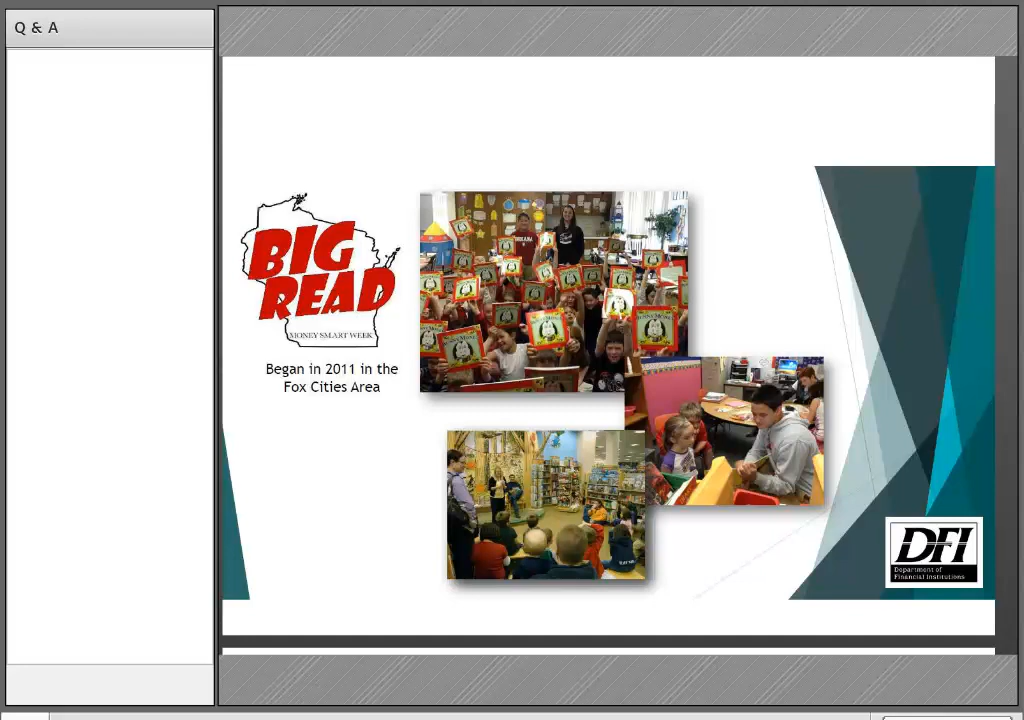 Q & A
BIG
READ
MONEY SMART WEEK
Began in 2011 in the
Fox Cities Area
DFI
Department of
Financial Institutions